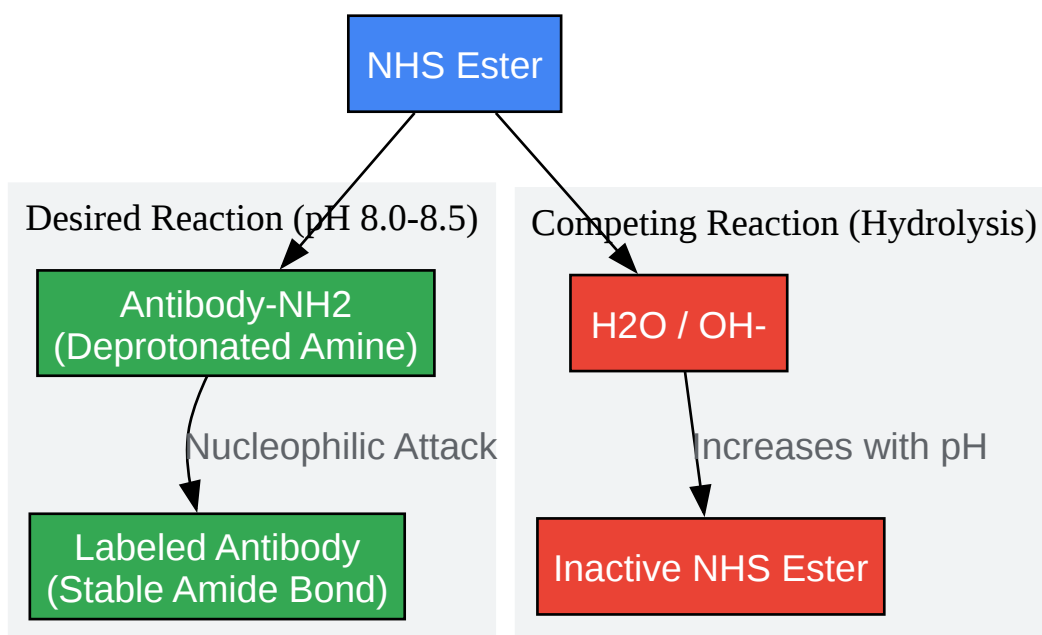 NHS Ester
Desired Reaction (pH 8.0-8.5)
Antibody-NH2
(Deprotonated Amine)
Nucleophilic Attack
Labeled Antibody
(Stable Amide Bond)
Competing Reaction (Hydrolysis)
H2O / OH-
Increases with pH
Inactive NHS Ester